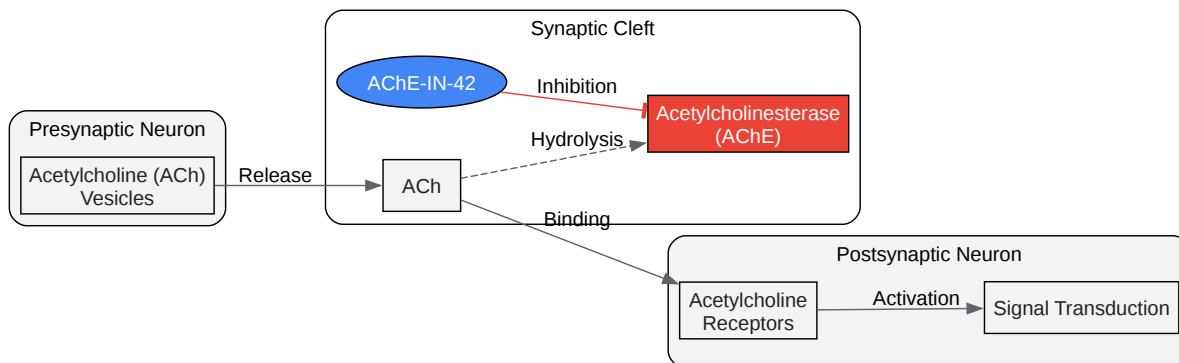 Synaptic Cleft
AChE-IN-42
Inhibition
Acetylcholinesterase
(AChE)
Hydrolysis
Presynaptic Neuron
Acetylcholine (ACh)
Vesicles
Release
ACh
Binding
Postsynaptic Neuron
Acetylcholine
Receptors
Activation
Signal Transduction